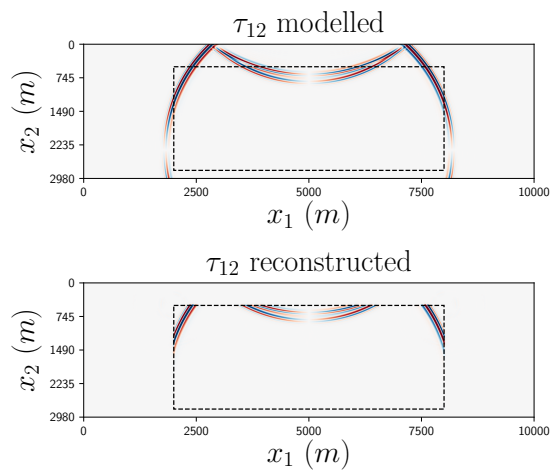 τ₁₂ modelled
x₂ (m)
0
745
1490
2235
2980
0 2500 5000 7500 10000
x₁ (m)
τ₁₂ reconstructed
x₂ (m)
0
745
1490
2235
2980
0 2500 5000 7500 10000
x₁ (m)